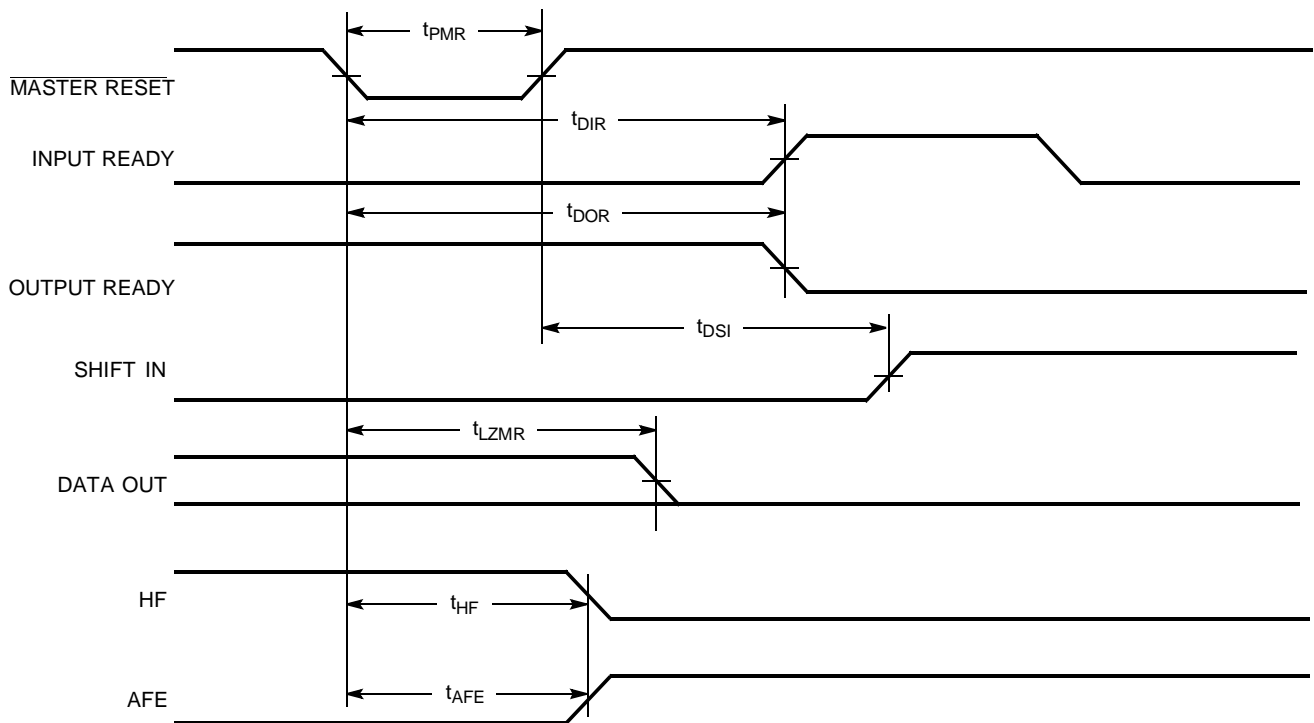 tPMR
MASTER RESET
tDIR
INPUT READY
tDOR
OUTPUT READY
tDSI
SHIFT IN
tLZMR
DATA OUT
HF
tHF
AFE
tAFE